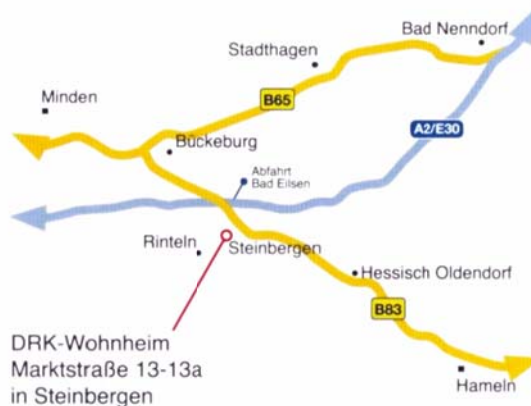 Bad Nenndorf
Stadthagen
Minden
B65
A2/E30
Bückeburg
Abfahrt
Bad Eilsen
Rinteln
Steinbergen
Hessisch Oldendorf
B83
DRK-Wohnheim
Marktstraße 13-13a
in Steinbergen
Hameln